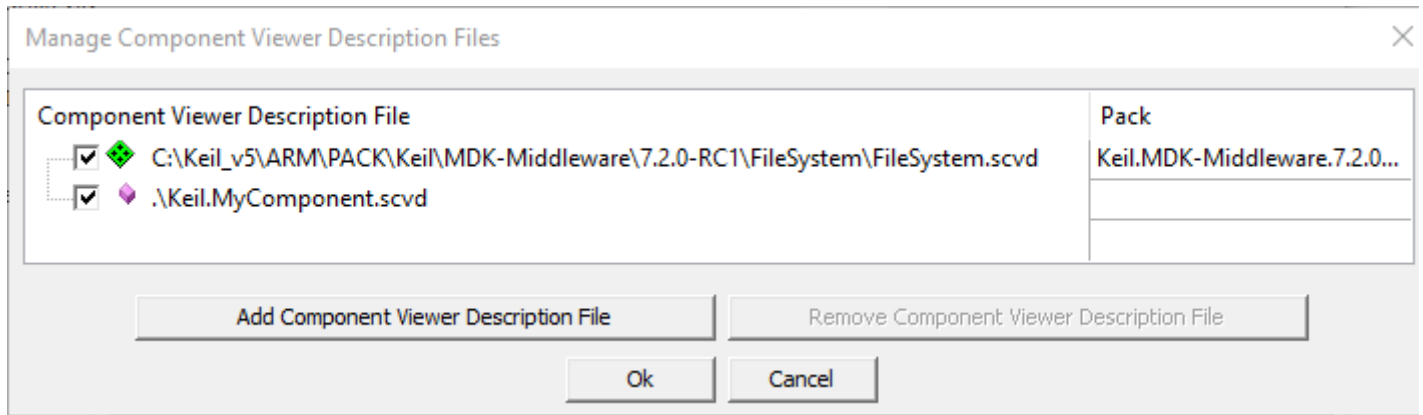 Manage Component Viewer Description Files
Component Viewer Description File Pack
C:\Keil_v5\ARM\PACK\Keil\MDK-Middleware\7.2.0-RC1\FileSystem\FileSystem.scvd Keil.MDK-Middleware.7.2.0...
.\Keil.MyComponent.scvd
Add Component Viewer Description File Remove Component Viewer Description File
Ok Cancel